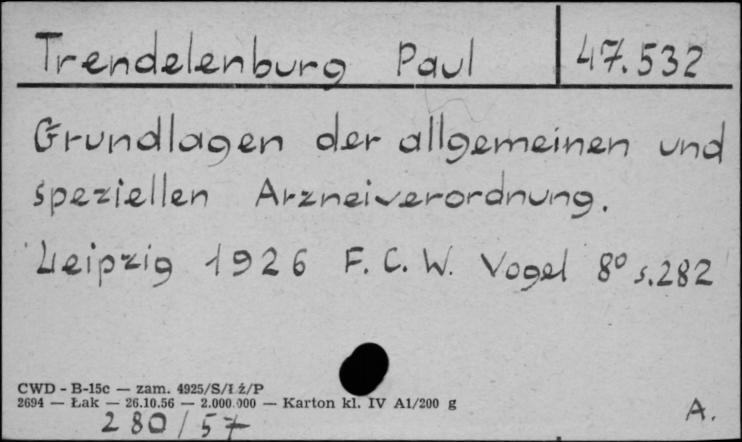 Trendelenburg Paul 47.532
Grundlagen der allgemeinen und
speziellen Arzneiverordnung.
Leipzig 1926 F. C. W. Vogel 8° s.282
CWD - B-15c — zam. 4925/S/Ł2/P
2694 — Łak — 26.10.56 — 2.000.000 — Karton kl. IV A1/200 g
280/57
A.